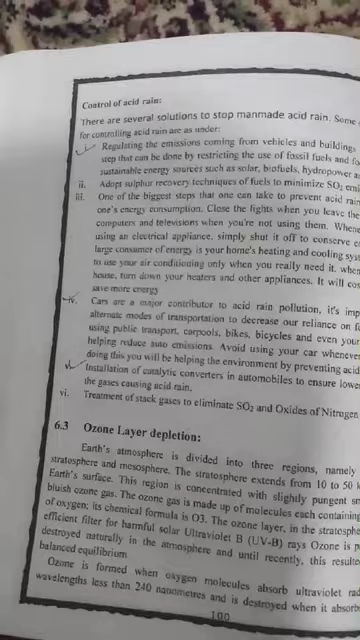 Control of acid rain:
There are several solutions to stop manmade acid rain. Some
for controlling acid rain are as under:
Regulating the emissions coming from vehicles and buildings
step that can be done by restricting the use of fossil fuels and fo
sustainable energy sources such as solar, biofuels, hydropower a
ii. Adopt sulphur recovery techniques of fuels to minimize SO₂ emi
iii. One of the biggest steps that one can take to prevent acid rain
one's energy consumption. Close the lights when you leave the
computers and televisions when you're not using them. Whene
using an electrical appliance, simply shut it off to conserve e
large consumer of energy is your home's heating and cooling syst
to use your air conditioning only when you really need it. when
house, turn down your heaters and other appliances. It will cos
save more energy
iv. Cars are a major contributor to acid rain pollution, it's imp
alternate modes of transportation to decrease our reliance on fo
using public transport, carpools, bikes, bicycles and even your
helping reduce auto emissions. Avoid using your car whenever
doing this you will be helping the environment by preventing acid
v. Installation of catalytic converters in automobiles to ensure lower
the gases causing acid rain.
vi. Treatment of stack gases to eliminate SO₂ and Oxides of Nitrogen
6.3 Ozone Layer depletion:
Earth's atmosphere is divided into three regions, namely
stratosphere and mesosphere. The stratosphere extends from 10 to 50 k
Earth's surface. This region is concentrated with slightly pungent sm
bluish ozone gas. The ozone gas is made up of molecules each containing
of oxygen; its chemical formula is O3. The ozone layer, in the stratosphe
efficient filter for harmful solar Ultraviolet B (UV-B) rays Ozone is p
destroyed naturally in the atmosphere and until recently, this resulte
balanced equilibrium
Ozone is formed when oxygen molecules absorb ultraviolet rad
wavelengths less than 240 nanometres and is destroyed when it absorb
100